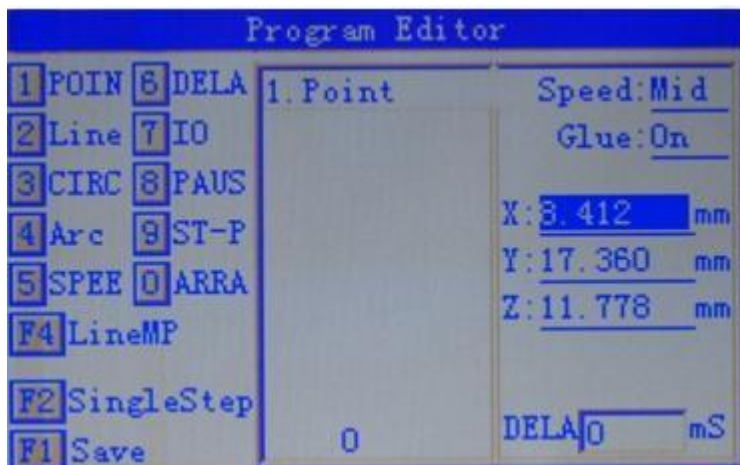 Program Editor
1 POIN 6 DELA
2 Line 7 IO
3 CIRC 8 PAUS
4 Arc 9 ST-P
5 SPEE 0 ARRA
F4 LineMP
F2 SingleStep
F1 Save
1. Point
0
Speed: Mid
Glue: On
X: 8.412 mm
Y: 17.360 mm
Z: 11.778 mm
DELA 0 mS